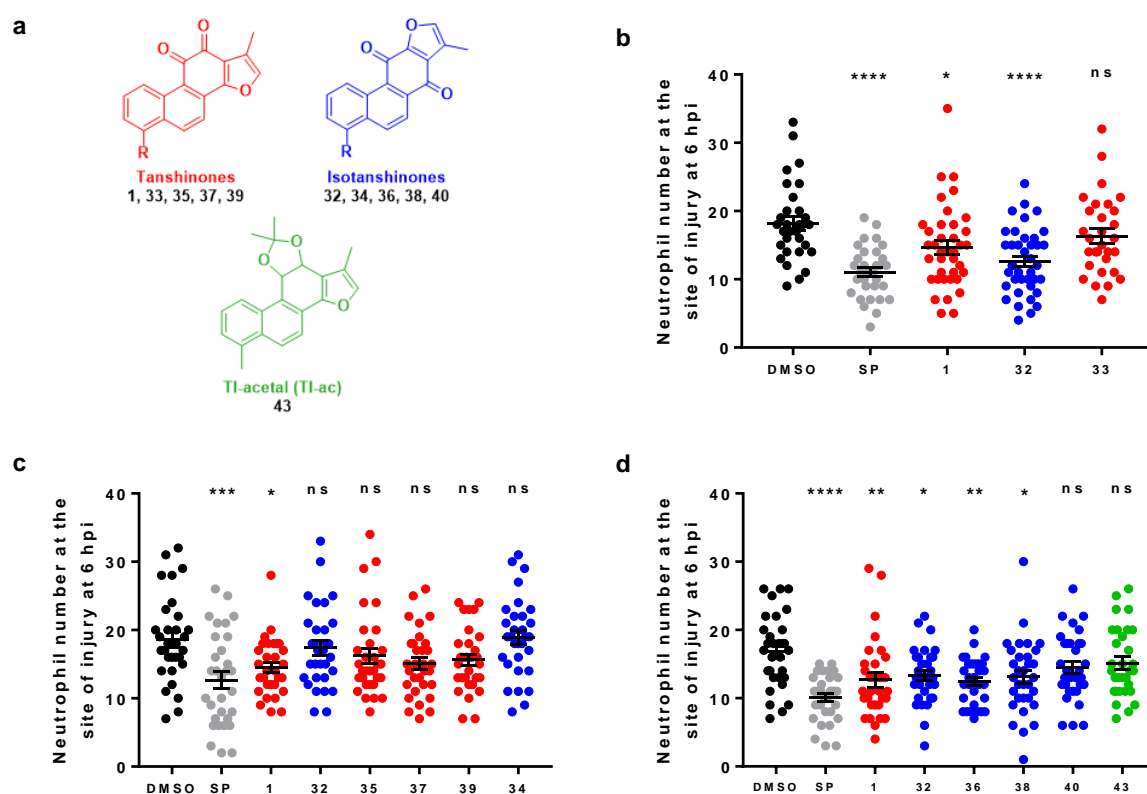 a
O
O
O
R
Tanshinones
1, 33, 35, 37, 39
O
O
O
R
Isotanshinones
32, 34, 36, 38, 40
O
O
O
TI-acetal (TI-ac)
43
b
Neutrophil number at the
site of injury at 6 hpi
40
30
20
10
0
**** * **** ns
DMSO SP 1 32 33
c
Neutrophil number at the
site of injury at 6 hpi
40
30
20
10
0
*** * ns ns ns ns ns
DMSO SP 1 32 35 37 39 34
d
Neutrophil number at the
site of injury at 6 hpi
40
30
20
10
0
**** ** * ** * ns ns
DMSO SP 1 32 36 38 40 43